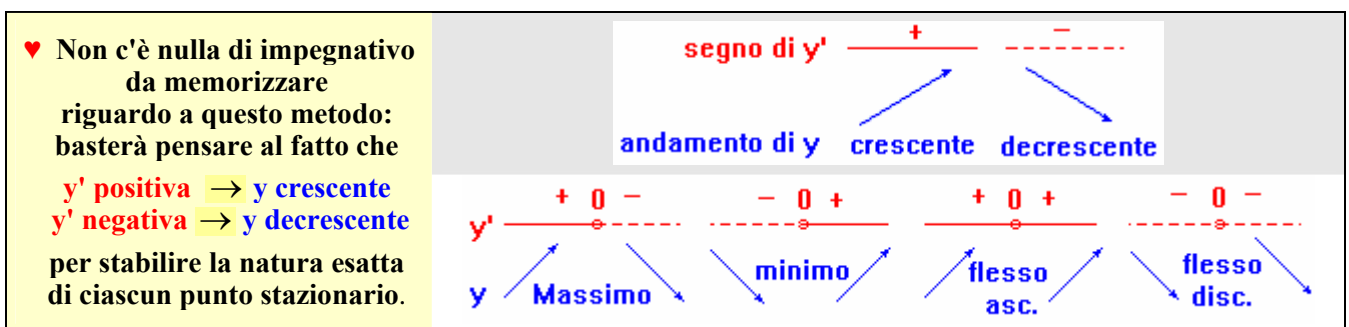 ♥ Non c'è nulla di impegnativo
da memorizzare
riguardo a questo metodo:
basterà pensare al fatto che
y' positiva → y crescente
y' negativa → y decrescente
per stabilire la natura esatta
di ciascun punto stazionario.
segno di y' + −
andamento di y crescente decrescente
+ 0 − − 0 + + 0 + − 0 −
y'
y Massimo minimo flesso asc. flesso disc.